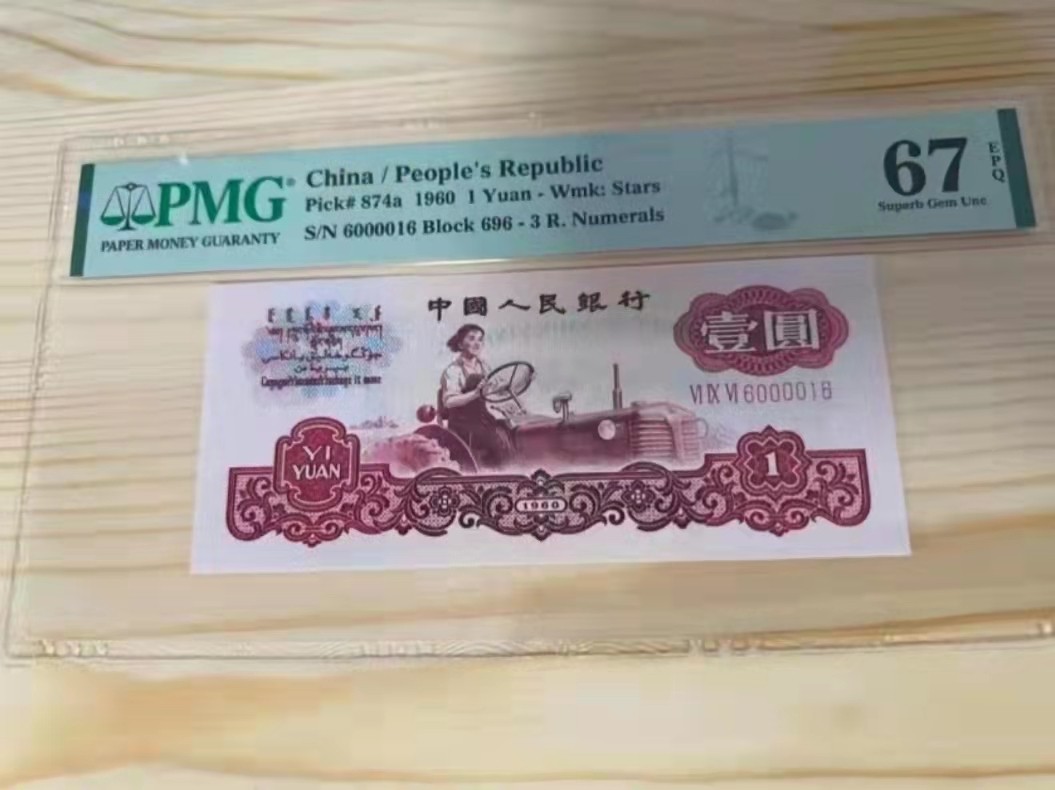 PMG®
PAPER MONEY GUARANTY
China / People's Republic
Pick# 874a 1960 1 Yuan - Wmk: Stars
S/N 6000016 Block 696 - 3 R. Numerals
67
EPQ
Superb Gem Unc
中國人民銀行
壹圓
VI IX VI 6000016
YI
YUAN
1
1960